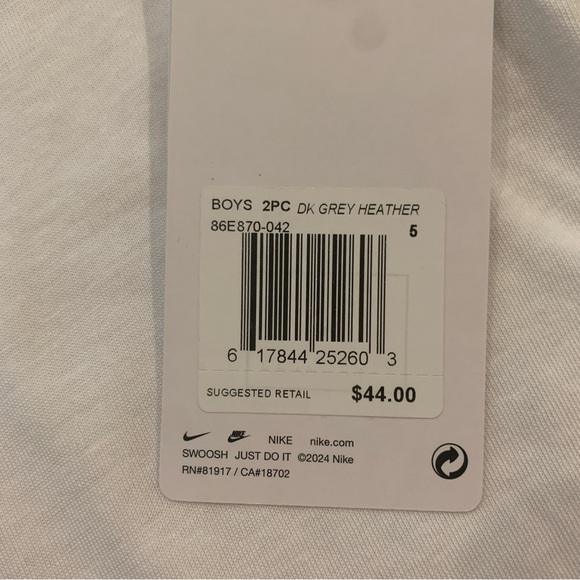 BOYS 2PC DK GREY HEATHER
86E870-042 5
6 17844 25260 3
SUGGESTED RETAIL $44.00
NIKE NIKE nike.com
SWOOSH JUST DO IT ©2024 Nike
RN#81917 / CA#18702